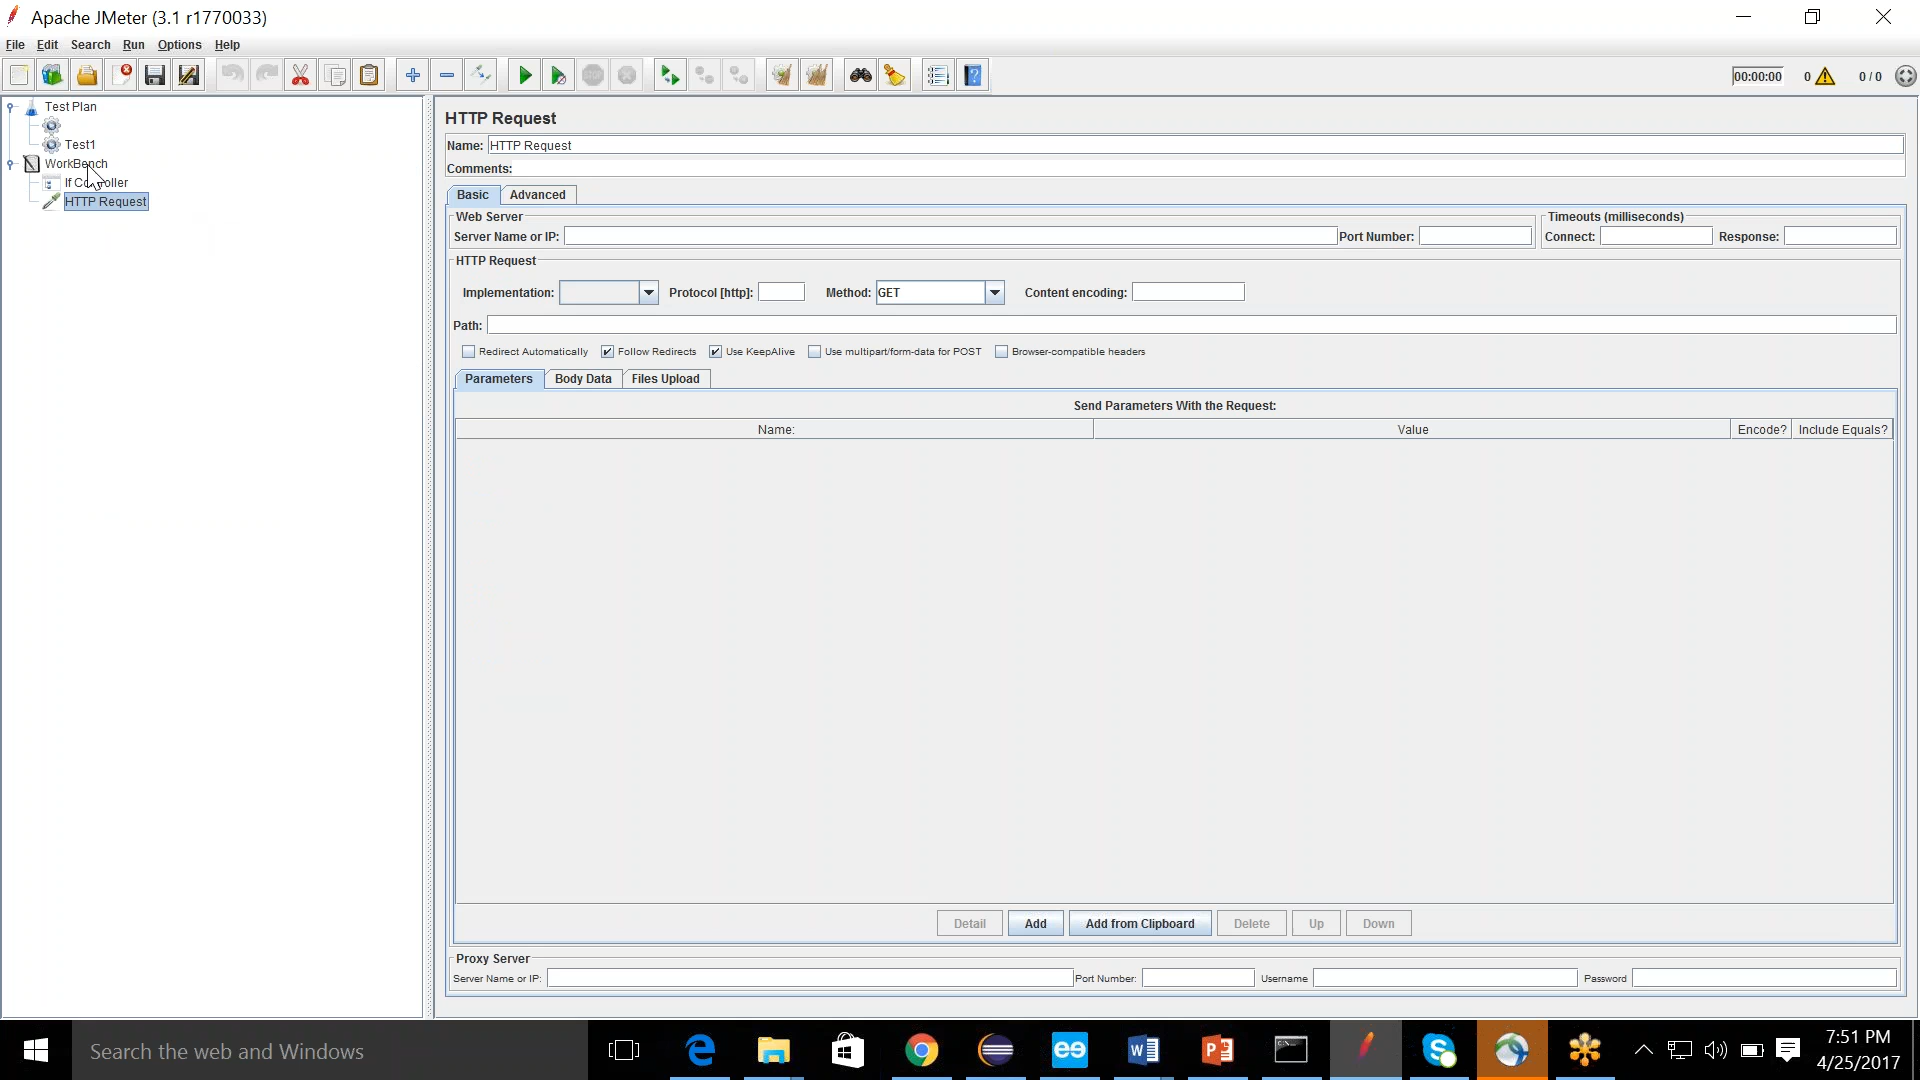 Apache JMeter (3.1 r1770033)
File Edit Search Run Options Help
00:00:00 0 0 / 0
Test Plan
Test1
WorkBench
If Controller
HTTP Request
HTTP Request
Name: HTTP Request
Comments:
Basic Advanced
Web Server Timeouts (milliseconds)
Server Name or IP: Port Number: Connect: Response:
HTTP Request
Implementation: Protocol [http]: Method: GET Content encoding:
Path:
Redirect Automatically Follow Redirects Use KeepAlive Use multipart/form-data for POST Browser-compatible headers
Parameters Body Data Files Upload
Send Parameters With the Request:
Name: Value Encode? Include Equals?
Detail Add Add from Clipboard Delete Up Down
Proxy Server
Server Name or IP: Port Number: Username Password
Search the web and Windows
7:51 PM
4/25/2017